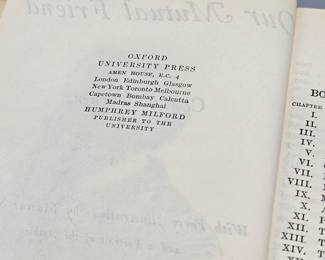 OXFORD
UNIVERSITY PRESS
AMEN HOUSE, E.C. 4
London Edinburgh Glasgow
New York Toronto Melbourne
Capetown Bombay Calcutta
Madras Shanghai
HUMPHREY MILFORD
PUBLISHER TO THE
UNIVERSITY
Our Mutual Friend
BO
CHAPTER
I.
II.
III.
IV.
V.
VI.
VII.
VIII.
IX.
X.
XI.
XII.
XIII.
XIV.